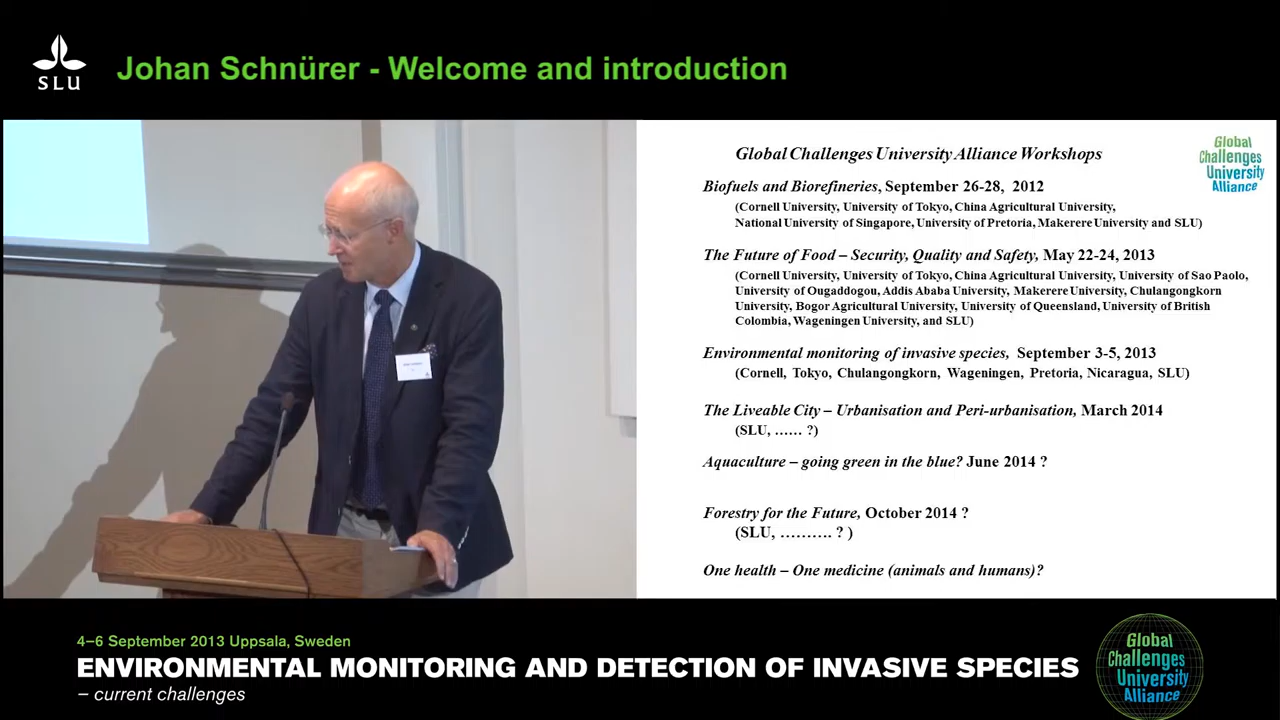 SLU
Johan Schnürer - Welcome and introduction
Global Challenges University Alliance Workshops
Global
Challenges
University
Alliance
Biofuels and Biorefineries, September 26-28, 2012
(Cornell University, University of Tokyo, China Agricultural University,
National University of Singapore, University of Pretoria, Makerere University and SLU)
The Future of Food – Security, Quality and Safety, May 22-24, 2013
(Cornell University, University of Tokyo, China Agricultural University, University of Sao Paolo,
University of Ougaddogou, Addis Ababa University, Makerere University, Chulangongkorn
University, Bogor Agricultural University, University of Queensland, University of British
Colombia, Wageningen University, and SLU)
Environmental monitoring of invasive species, September 3-5, 2013
(Cornell, Tokyo, Chulangongkorn, Wageningen, Pretoria, Nicaragua, SLU)
The Liveable City – Urbanisation and Peri-urbanisation, March 2014
(SLU, …… ?)
Aquaculture – going green in the blue? June 2014 ?
Forestry for the Future, October 2014 ?
(SLU, ………. ? )
One health – One medicine (animals and humans)?
4–6 September 2013 Uppsala, Sweden
ENVIRONMENTAL MONITORING AND DETECTION OF INVASIVE SPECIES
– current challenges
Global
Challenges
University
Alliance